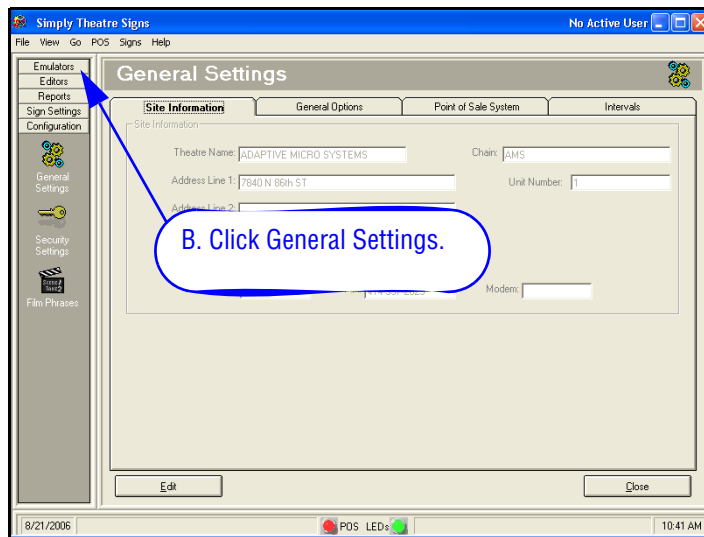 Simply Theatre Signs No Active User
File View Go POS Signs Help
Emulators
Editors
Reports
Sign Settings
Configuration
General
Settings
Security
Settings
Film Phrases
General Settings
Site Information General Options Point of Sale System Intervals
Site Information
Theatre Name: ADAPTIVE MICRO SYSTEMS Chain: AMS
Address Line 1: 7840 N 86th ST Unit Number: 1
Address Line 2:
B. Click General Settings.
Modem:
Edit Close
8/21/2006 POS LEDs 10:41 AM